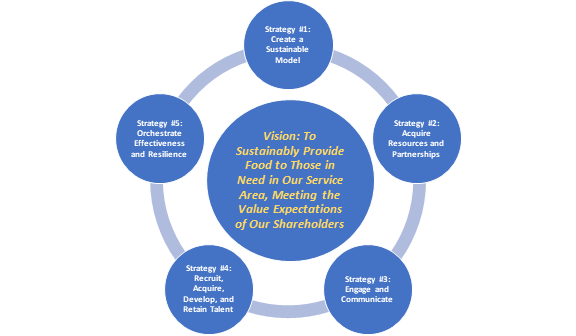 Strategy #1:
Create a
Sustainable
Model
Strategy #2:
Acquire
Resources and
Partnerships
Strategy #3:
Engage and
Communicate
Strategy #4:
Recruit,
Acquire,
Develop, and
Retain Talent
Strategy #5:
Orchestrate
Effectiveness
and Resilience
Vision: To
Sustainably Provide
Food to Those in
Need in Our Service
Area, Meeting the
Value Expectations
of Our Shareholders